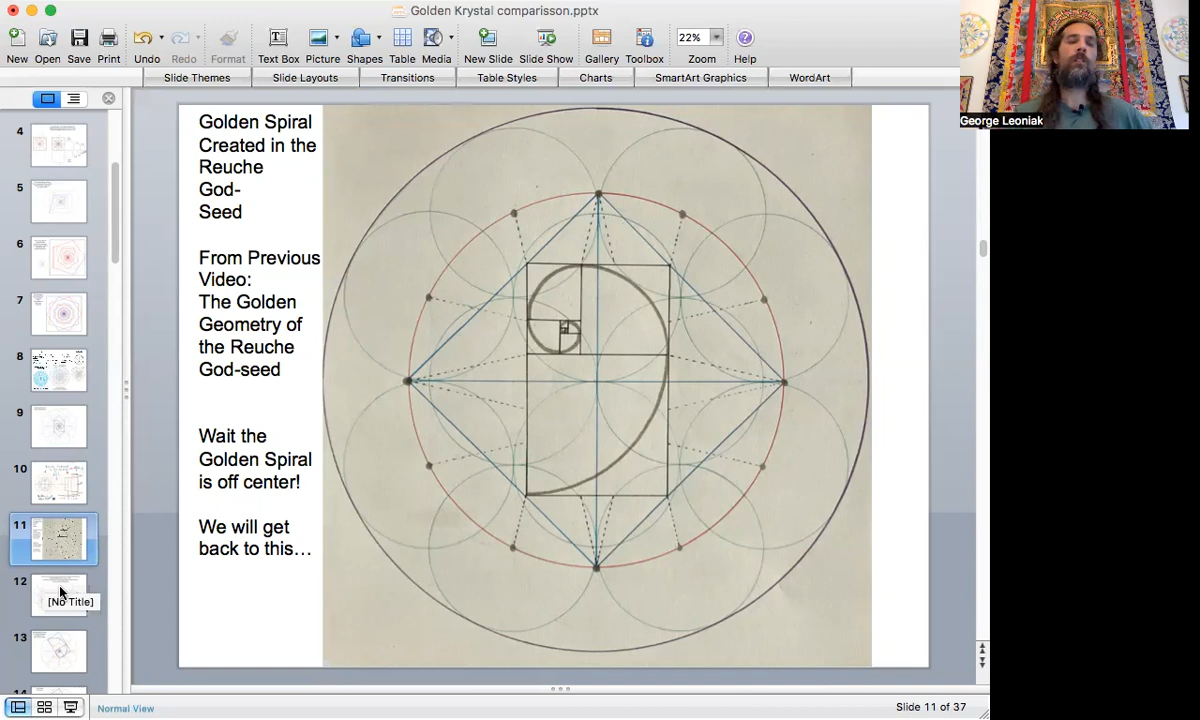 Golden Krystal comparisson.pptx
New Open Save Print Undo Redo Format Text Box Picture Shapes Table Media New Slide Slide Show Gallery Toolbox 22% Zoom Help
Slide Themes Slide Layouts Transitions Table Styles Charts SmartArt Graphics WordArt
George Leoniak
4
5
6
7
8
9
10
11
12
[No Title]
13
14
Golden Spiral
Created in the
Reuche
God-
Seed
From Previous
Video:
The Golden
Geometry of
the Reuche
God-seed
Wait the
Golden Spiral
is off center!
We will get
back to this…
Normal View
Slide 11 of 37